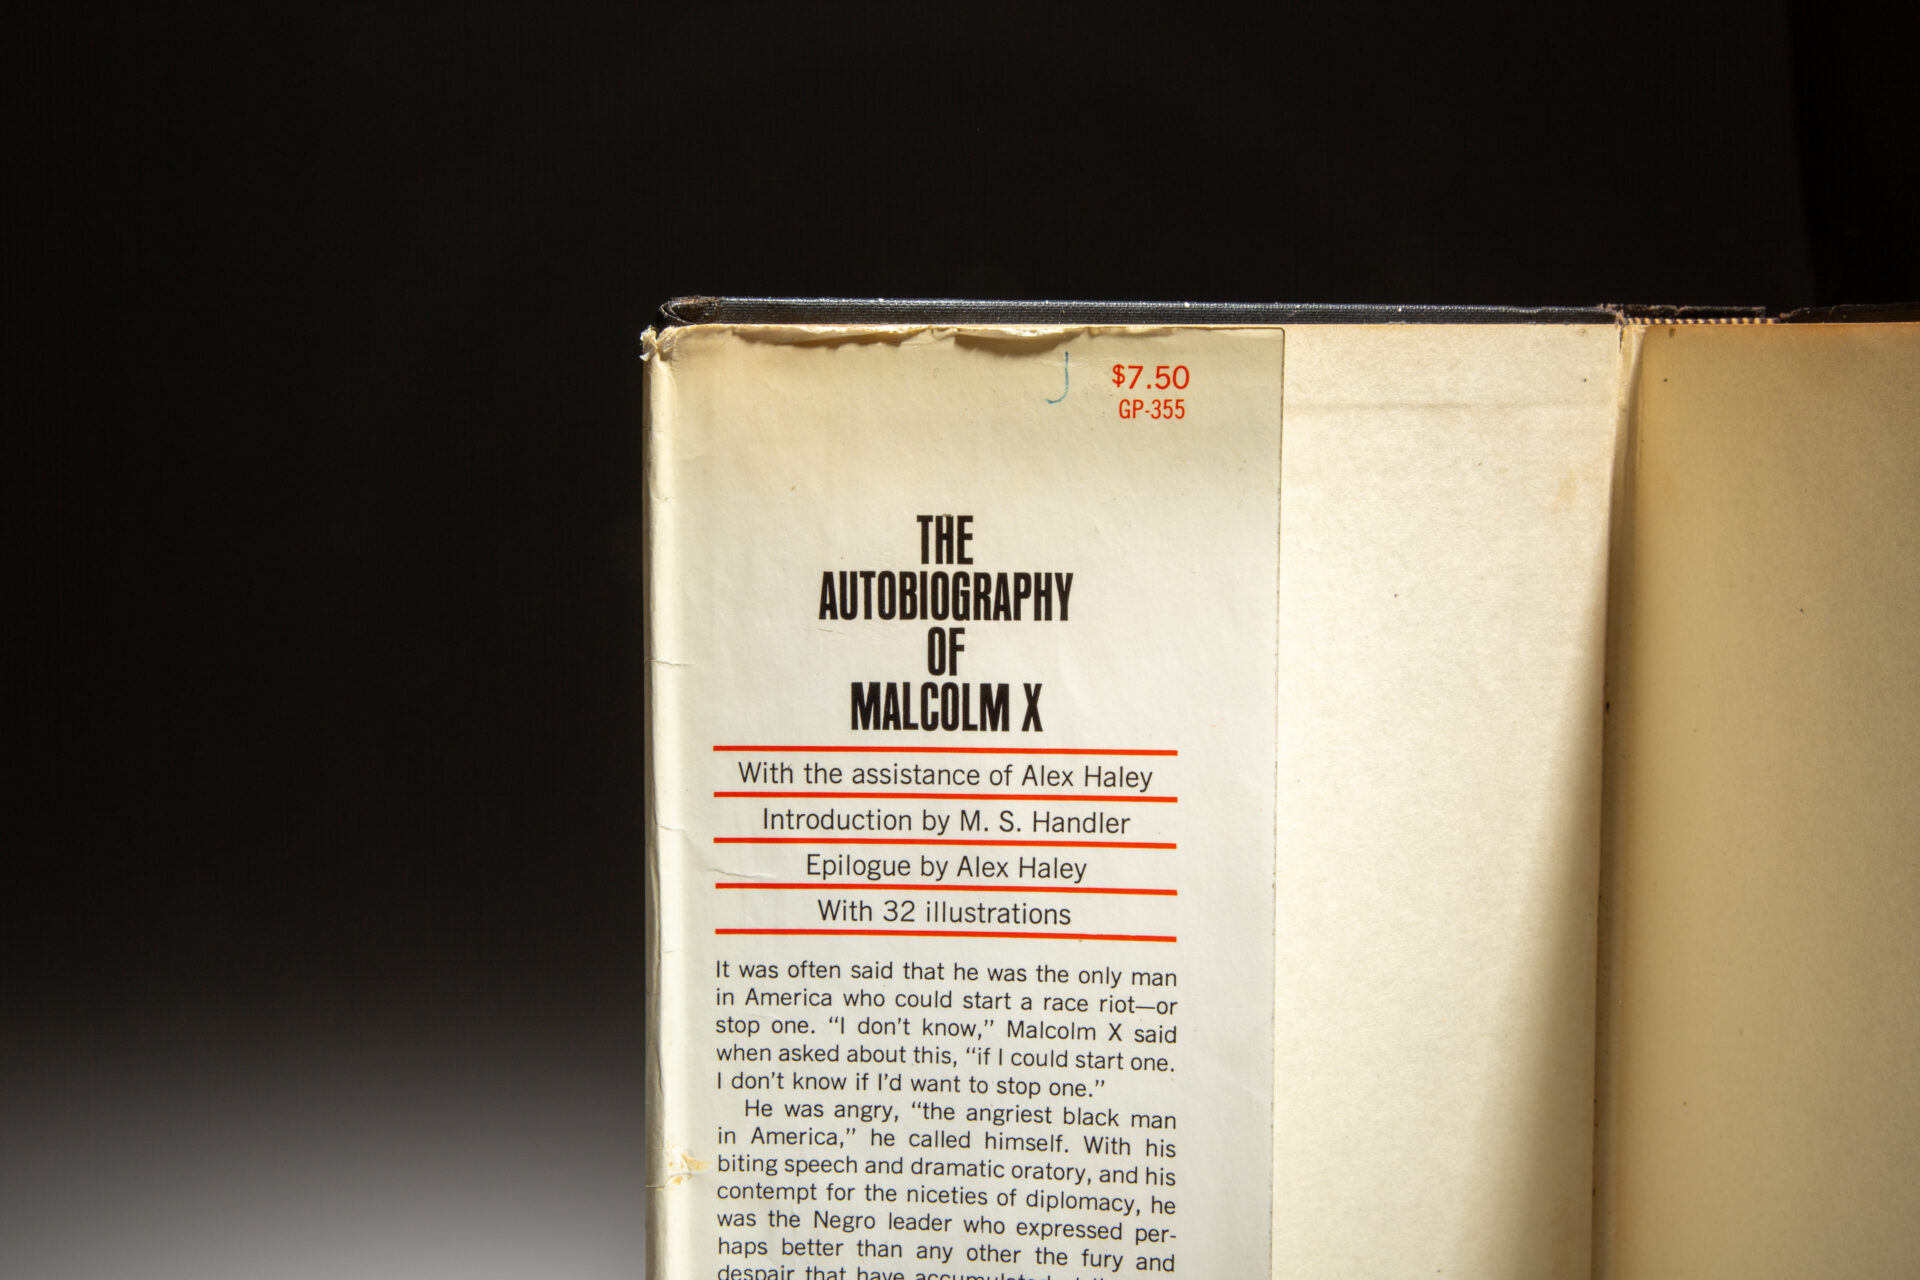 $7.50
GP-355
THE
AUTOBIOGRAPHY
OF
MALCOLM X
With the assistance of Alex Haley
Introduction by M. S. Handler
Epilogue by Alex Haley
With 32 illustrations
It was often said that he was the only man
in America who could start a race riot—or
stop one. “I don’t know,” Malcolm X said
when asked about this, “if I could start one.
I don’t know if I’d want to stop one.”
He was angry, “the angriest black man
in America,” he called himself. With his
biting speech and dramatic oratory, and his
contempt for the niceties of diplomacy, he
was the Negro leader who expressed per-
haps better than any other the fury and
despair that have accumulated